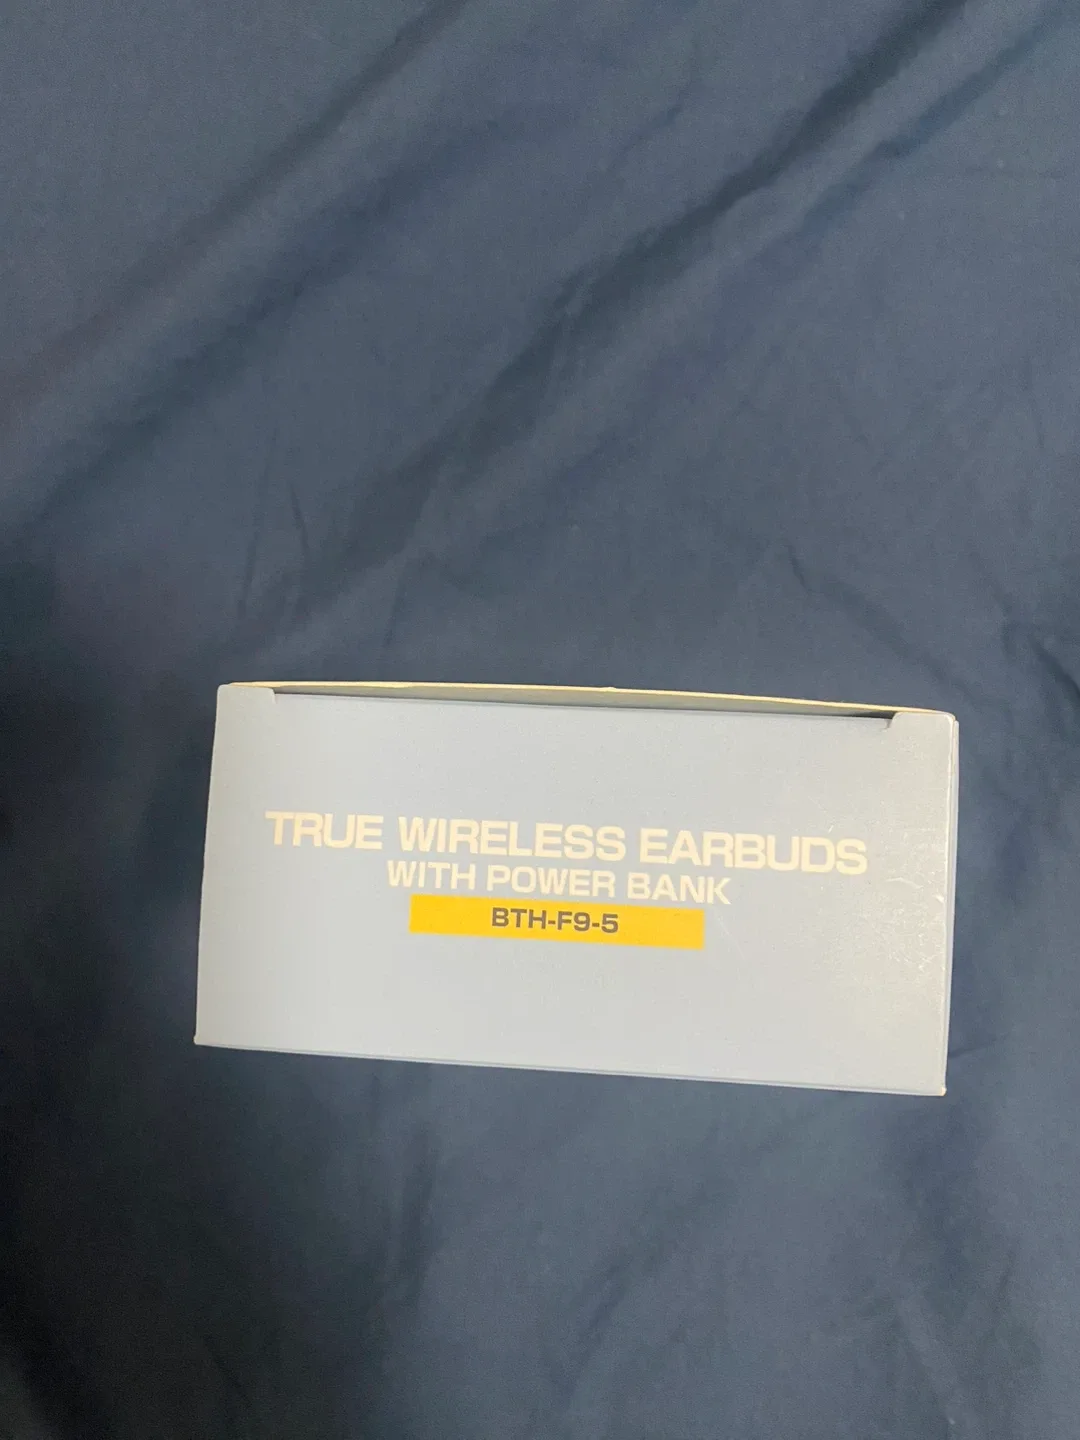 TRUE WIRELESS EARBUDS
WITH POWER BANK
BTH-F9-5